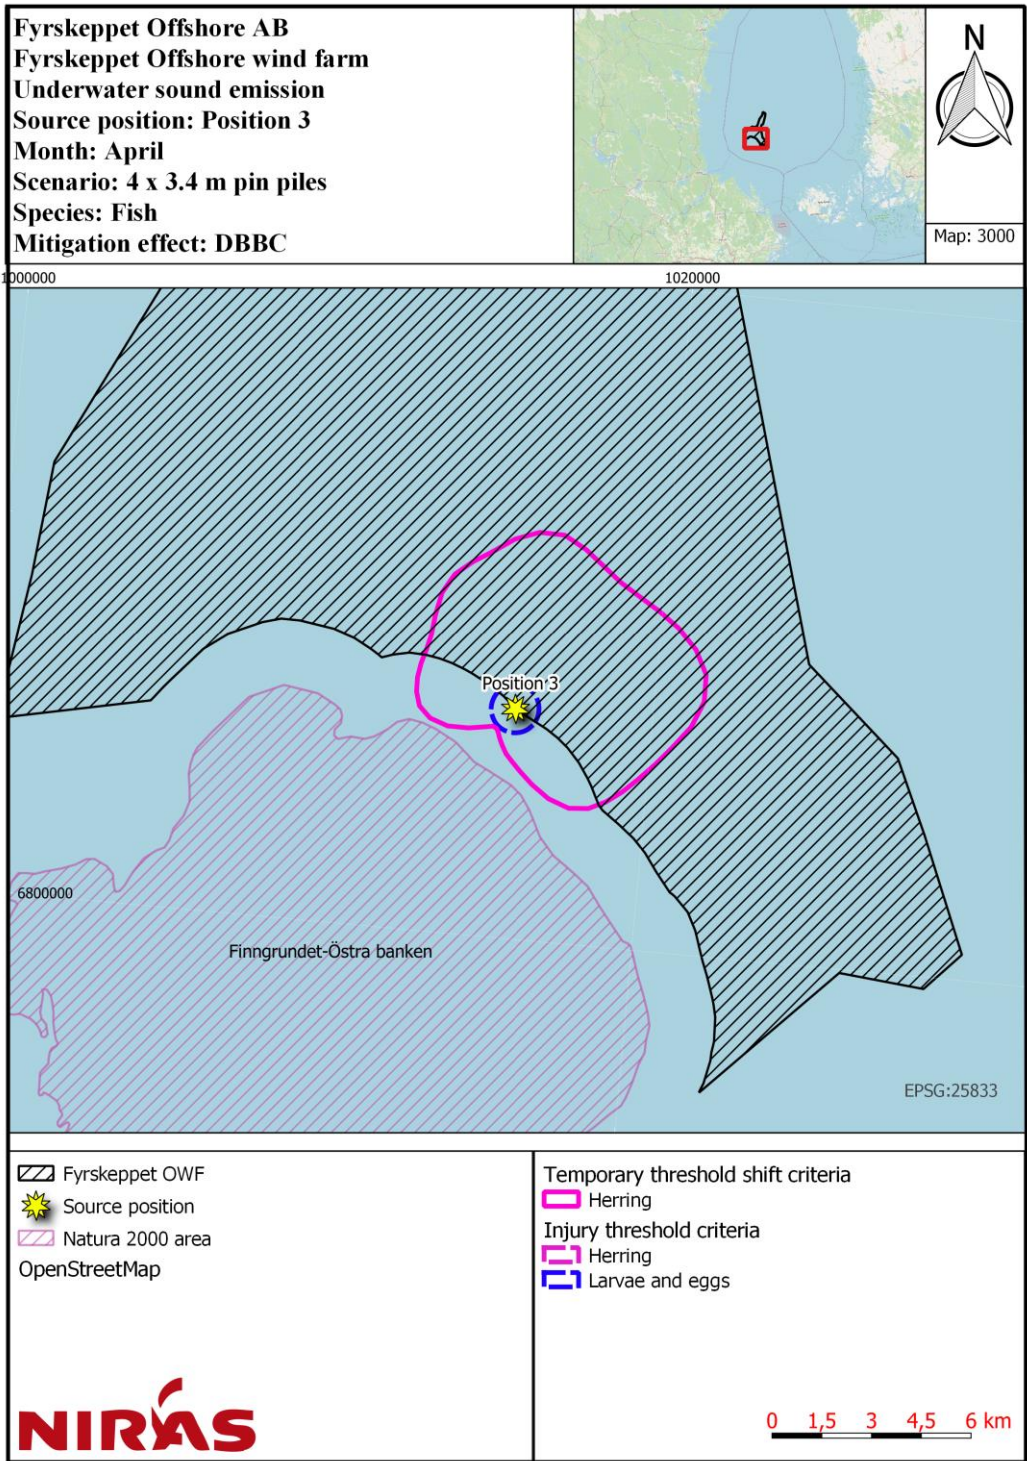 Fyrskeppet Offshore AB
Fyrskeppet Offshore wind farm
Underwater sound emission
Source position: Position 3
Month: April
Scenario: 4 x 3.4 m pin piles
Species: Fish
Mitigation effect: DBBC
N
Map: 3000
1000000
1020000
Position 3
6800000
Finngrundet-Östra banken
EPSG:25833
Fyrskeppet OWF
Source position
Natura 2000 area
OpenStreetMap
Temporary threshold shift criteria
Herring
Injury threshold criteria
Herring
Larvae and eggs
NIRAS
0 1,5 3 4,5 6 km